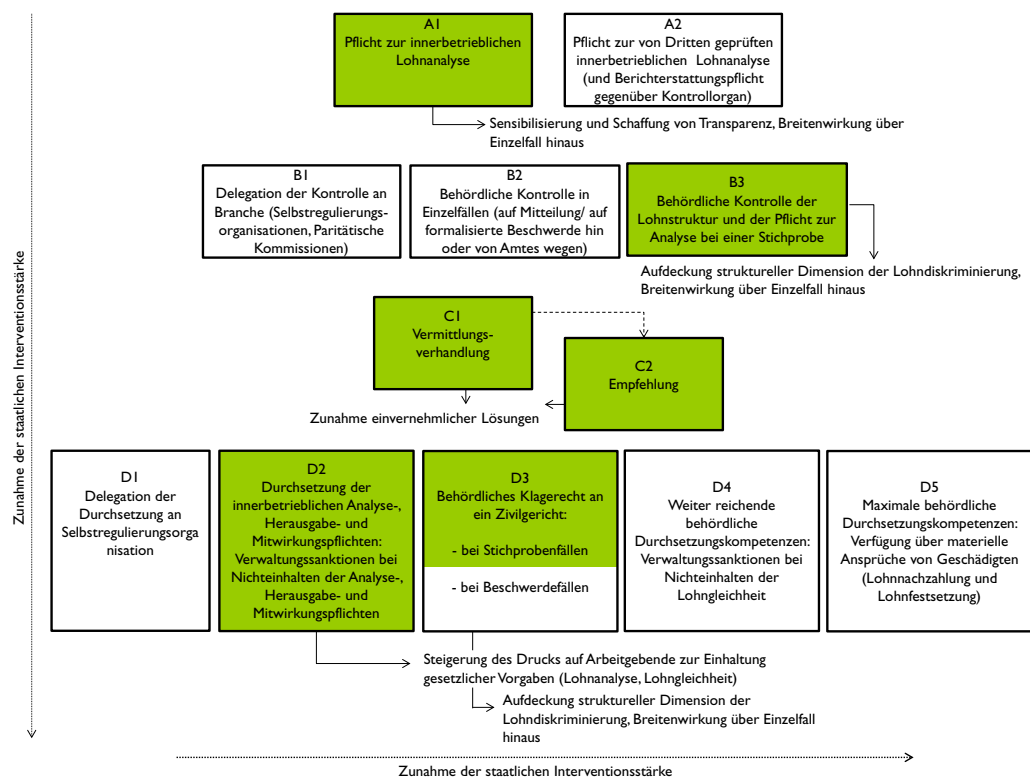 A1
Pflicht zur innerbetrieblichen
Lohnanalyse
A2
Pflicht zur von Dritten geprüften
innerbetrieblichen Lohnanalyse
(und Berichterstattungspflicht
gegenüber Kontrollorgan)
Sensibilisierung und Schaffung von Transparenz, Breitenwirkung über
Einzelfall hinaus
B1
Delegation der Kontrolle an
Branche (Selbstregulierungs-
organisationen, Paritätische
Kommissionen)
B2
Behördliche Kontrolle in
Einzelfällen (auf Mitteilung/ auf
formalisierte Beschwerde hin
oder von Amtes wegen)
B3
Behördliche Kontrolle der
Lohnstruktur und der Pflicht zur
Analyse bei einer Stichprobe
Aufdeckung struktureller Dimension der Lohndiskriminierung,
Breitenwirkung über Einzelfall hinaus
C1
Vermittlungs-
verhandlung
C2
Empfehlung
Zunahme einvernehmlicher Lösungen
D1
Delegation der
Durchsetzung an
Selbstregulierungsorga
nisation
D2
Durchsetzung der
innerbetrieblichen Analyse-,
Herausgabe- und
Mitwirkungspflichten:
Verwaltungssanktionen bei
Nichteinhalten der Analyse-,
Herausgabe- und
Mitwirkungspflichten
D3
Behördliches Klagerecht an
ein Zivilgericht:
- bei Stichprobenfällen
- bei Beschwerdefällen
D4
Weiter reichende
behördliche
Durchsetzungskompetenzen:
Verwaltungssanktionen bei
Nichteinhalten der
Lohngleichheit
D5
Maximale behördliche
Durchsetzungskompetenzen:
Verfügung über materielle
Ansprüche von Geschädigten
(Lohnnachzahlung und
Lohnfestsetzung)
Steigerung des Drucks auf Arbeitgebende zur Einhaltung
gesetzlicher Vorgaben (Lohnanalyse, Lohngleichheit)
Aufdeckung struktureller Dimension der
Lohndiskriminierung, Breitenwirkung über Einzelfall
hinaus
Zunahme der staatlichen Interventionsstärke
Zunahme der staatlichen Interventionsstärke